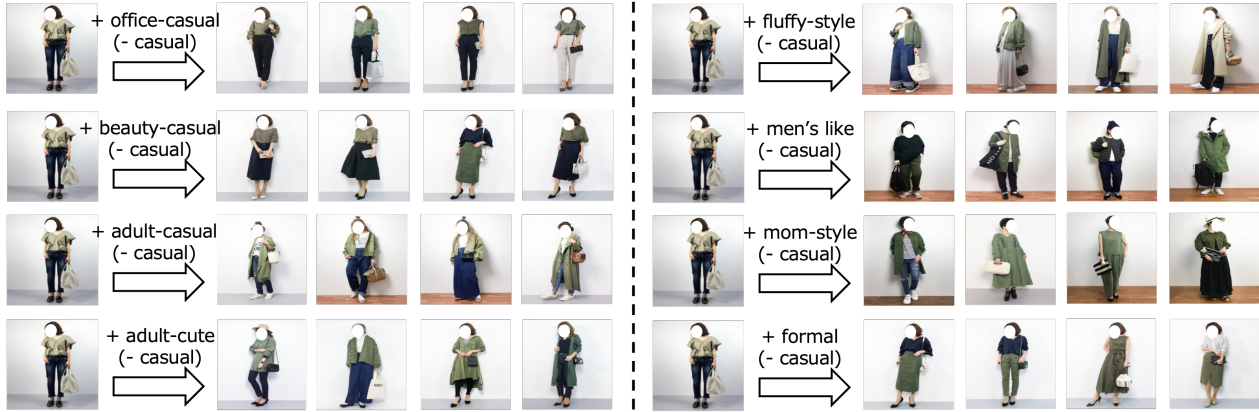 + office-casual
(- casual)
+ beauty-casual
(- casual)
+ adult-casual
(- casual)
+ adult-cute
(- casual)
+ fluffy-style
(- casual)
+ men's like
(- casual)
+ mom-style
(- casual)
+ formal
(- casual)